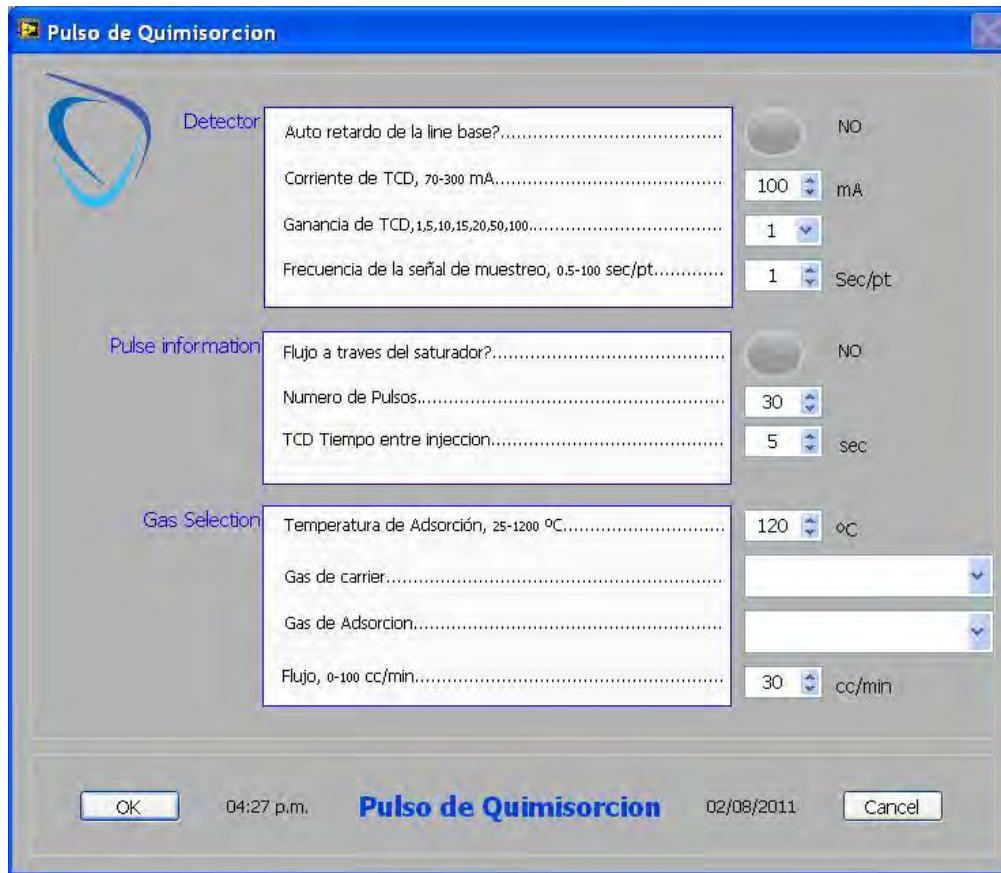 Pulso de Quimisorcion
Detector
Auto retardo de la line base?........................................ NO
Corriente de TCD, 70-300 mA........................................ 100 mA
Ganancia de TCD,1,5,10,15,20,50,100........................................ 1
Frecuencia de la señal de muestreo, 0.5-100 sec/pt............. 1 Sec/pt
Pulse information
Flujo a traves del saturador?........................................ NO
Numero de Pulsos........................................ 30
TCD Tiempo entre injeccion........................................ 5 sec
Gas Selection
Temperatura de Adsorción, 25-1200 ºC............................. 120 ºC
Gas de carrier........................................
Gas de Adsorcion........................................
Flujo, 0-100 cc/min........................................ 30 cc/min
OK 04:27 p.m. Pulso de Quimisorcion 02/08/2011 Cancel